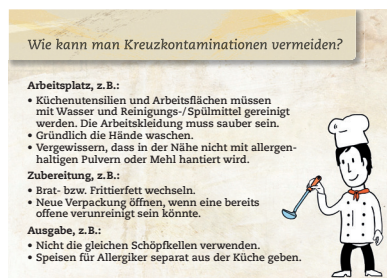 Wie kann man Kreuzkontaminationen vermeiden?
Arbeitsplatz, z.B.:
• Küchenutensilien und Arbeitsflächen müssen
mit Wasser und Reinigungs-/Spülmittel gereinigt
werden. Die Arbeitskleidung muss sauber sein.
• Gründlich die Hände waschen.
• Vergewissern, dass in der Nähe nicht mit allergen-
haltigen Pulvern oder Mehl hantiert wird.
Zubereitung, z.B.:
• Brat- bzw. Frittierfett wechseln.
• Neue Verpackung öffnen, wenn eine bereits
offene verunreinigt sein könnte.
Ausgabe, z.B.:
• Nicht die gleichen Schöpfkellen verwenden.
• Speisen für Allergiker separat aus der Küche geben.